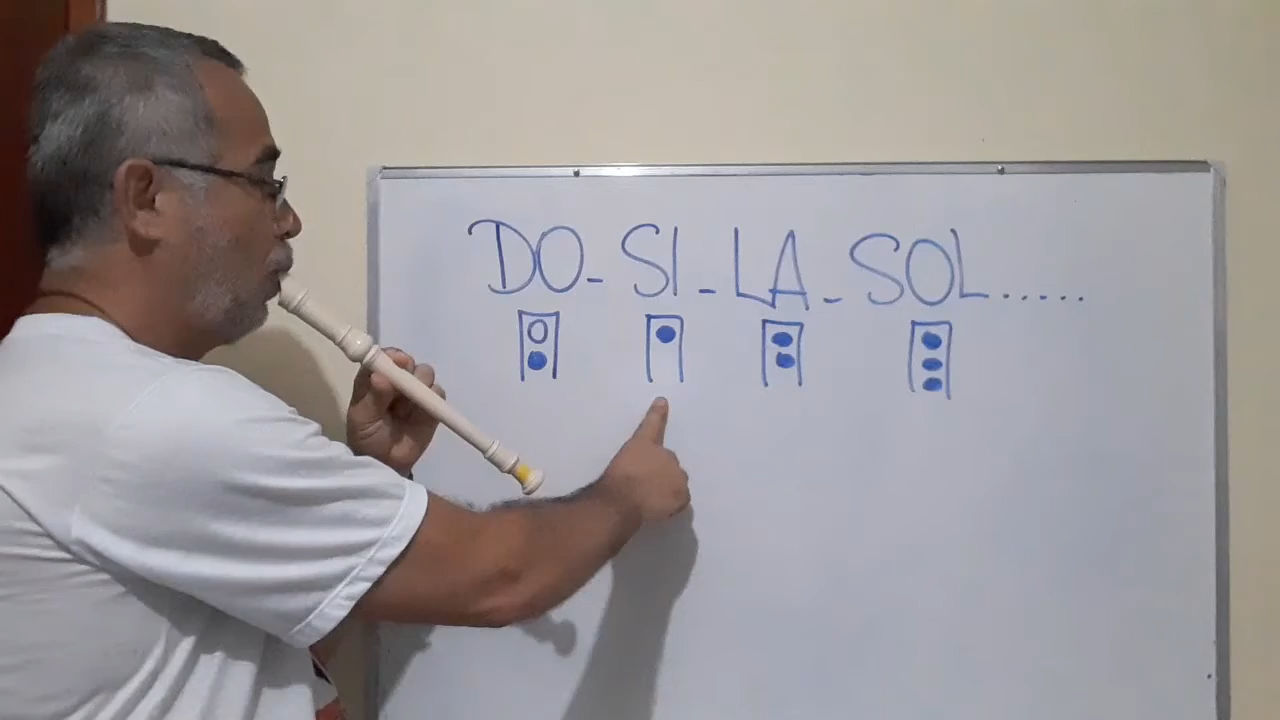 DO - SI - LA - SOL.....